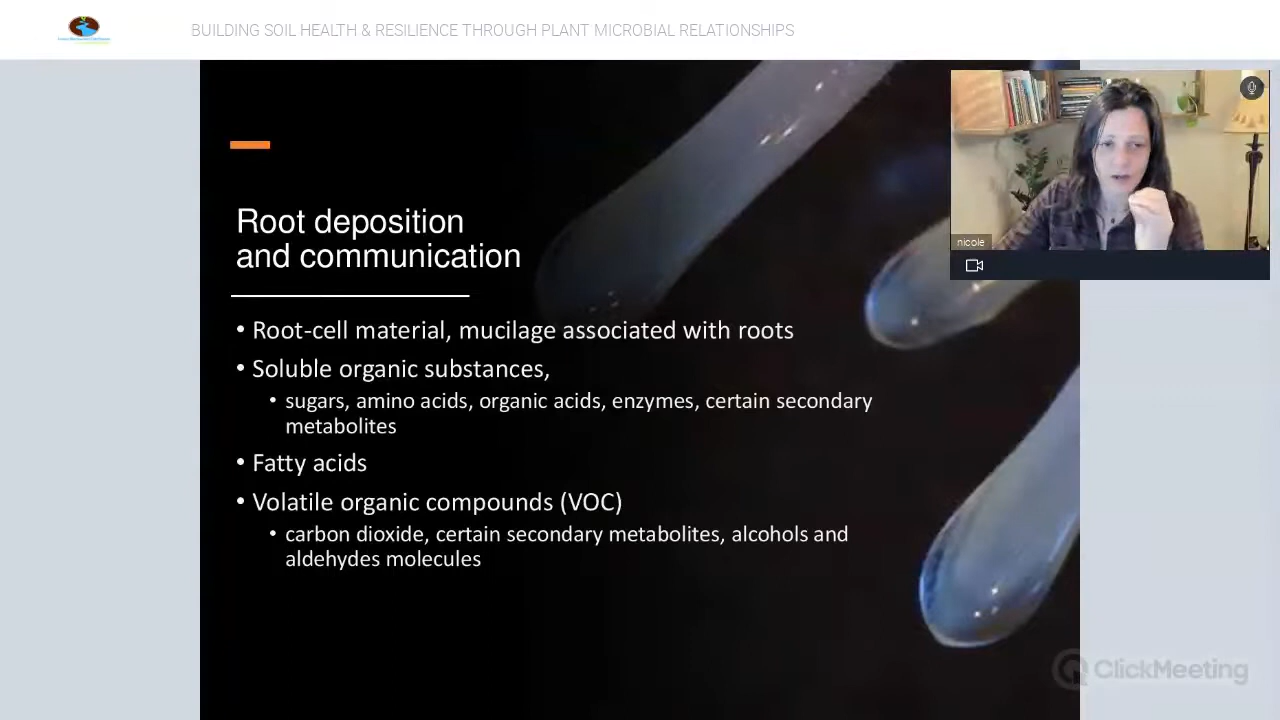 BUILDING SOIL HEALTH & RESILIENCE THROUGH PLANT MICROBIAL RELATIONSHIPS
nicole
Root deposition
and communication
• Root-cell material, mucilage associated with roots
• Soluble organic substances,
• sugars, amino acids, organic acids, enzymes, certain secondary
metabolites
• Fatty acids
• Volatile organic compounds (VOC)
• carbon dioxide, certain secondary metabolites, alcohols and
aldehydes molecules
ClickMeeting